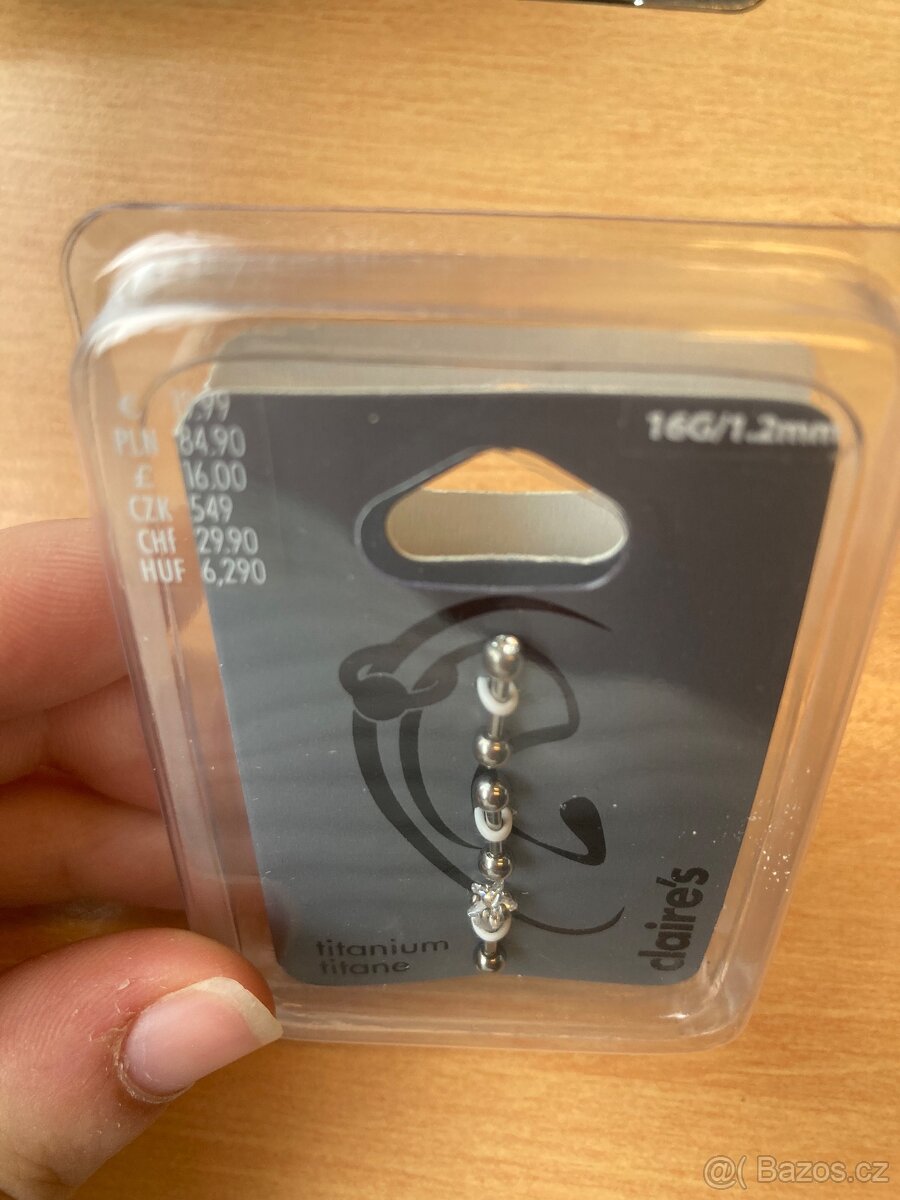 €
PLN 84.90
£ 16.00
CZK 549
CHF 29.90
HUF 6,290
16G/1.2mm
titanium
titane
claire's
@( Bazos.cz